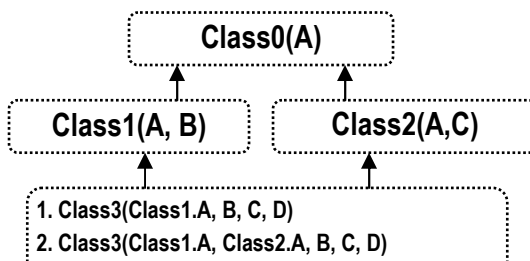 Class0(A)
Class1(A, B)
Class2(A,C)
1. Class3(Class1.A, B, C, D)
2. Class3(Class1.A, Class2.A, B, C, D)